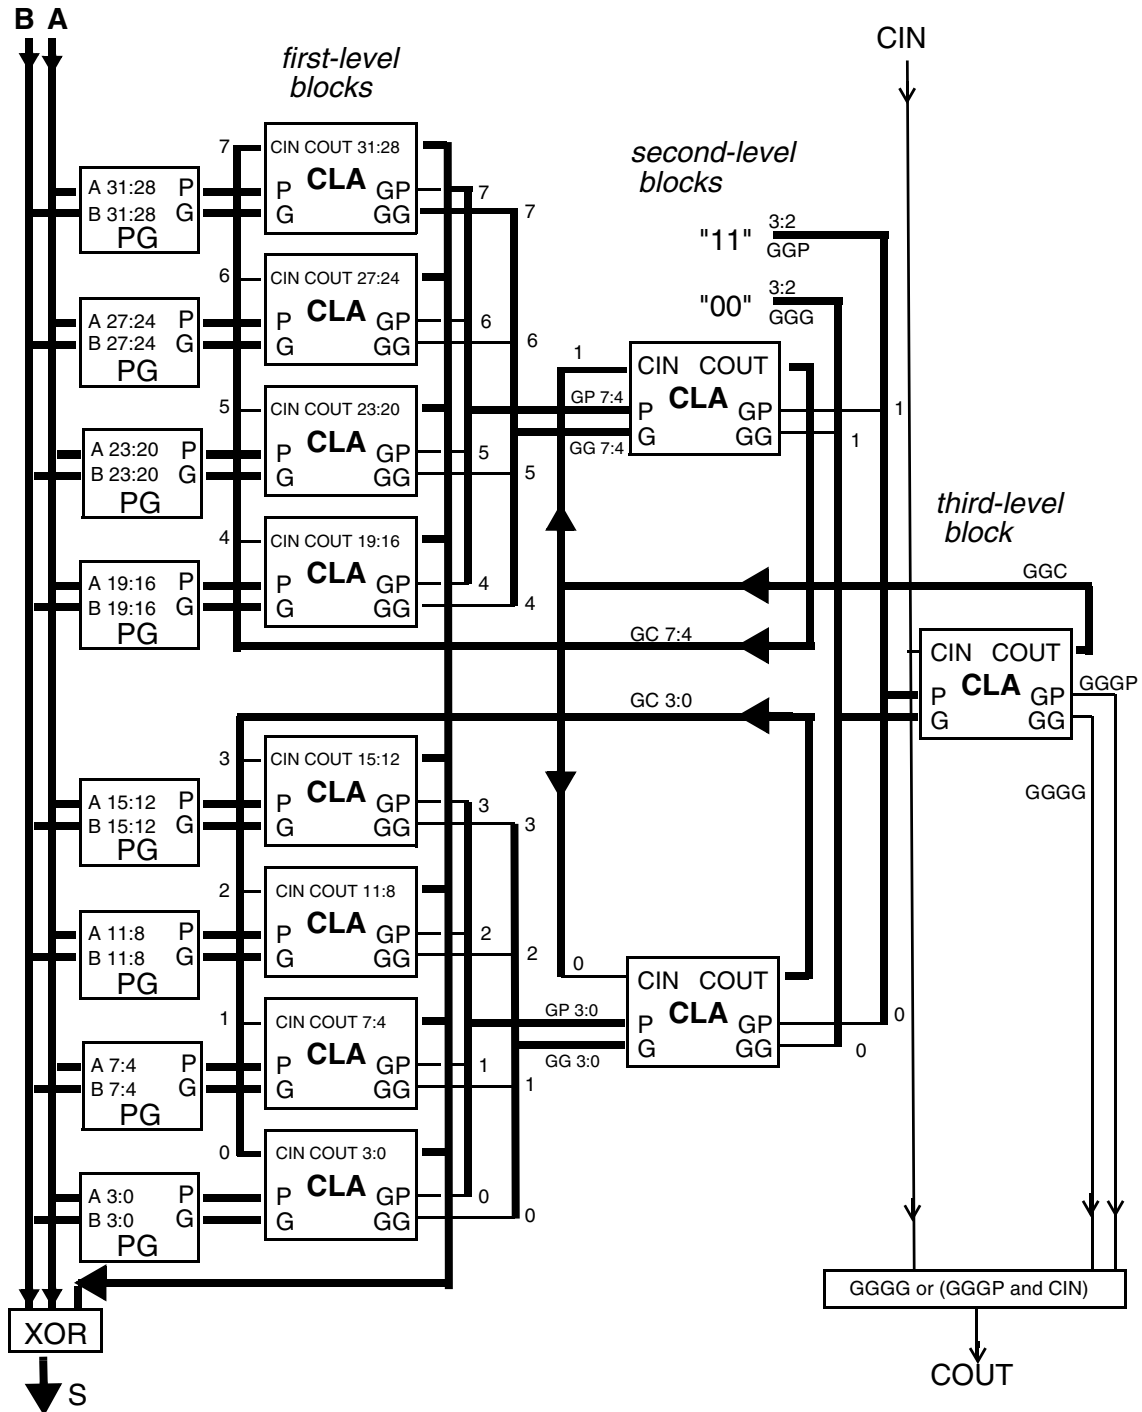 B A
CIN
first-level
blocks
second-level
blocks
third-level
block
7
CIN COUT 31:28
CLA
P GP
G GG
7
7
A 31:28 P
B 31:28 G
PG
"11"
3:2
GGP
6
CIN COUT 27:24
CLA
P GP
G GG
6
6
A 27:24 P
B 27:24 G
PG
"00"
3:2
GGG
5
CIN COUT 23:20
CLA
P GP
G GG
5
5
A 23:20 P
B 23:20 G
PG
1
CIN COUT
CLA
GP 7:4
P GP
G GG
GG 7:4
1
1
4
CIN COUT 19:16
CLA
P GP
G GG
4
4
A 19:16 P
B 19:16 G
PG
GGC
GC 7:4
CIN COUT
CLA
P GP
G GG
GGGP
GGGG
GC 3:0
3
CIN COUT 15:12
CLA
P GP
G GG
3
3
A 15:12 P
B 15:12 G
PG
2
CIN COUT 11:8
CLA
P GP
G GG
2
2
A 11:8 P
B 11:8 G
PG
0
CIN COUT
CLA
GP 3:0
P GP
G GG
GG 3:0
0
0
1
CIN COUT 7:4
CLA
P GP
G GG
1
1
A 7:4 P
B 7:4 G
PG
0
CIN COUT 3:0
CLA
P GP
G GG
0
0
A 3:0 P
B 3:0 G
PG
GGGG or (GGGP and CIN)
XOR
COUT
S